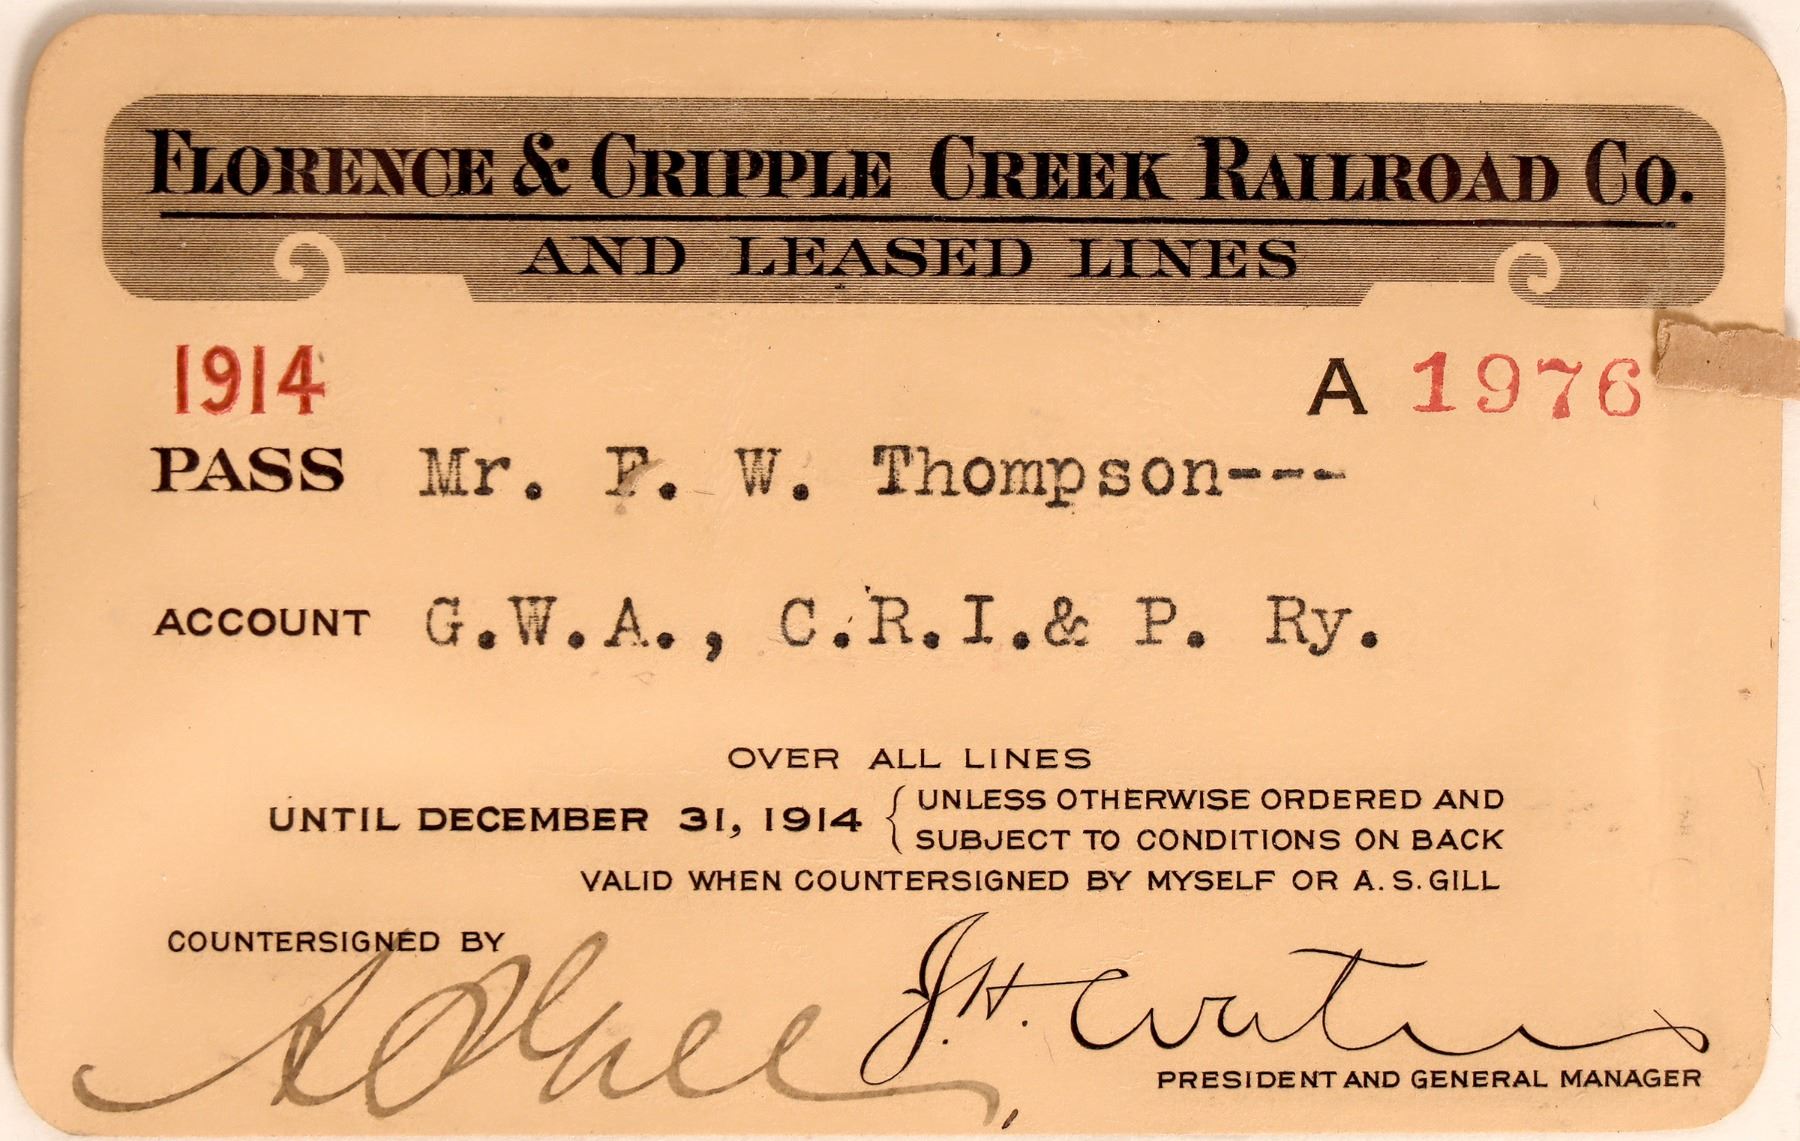 FLORENCE & CRIPPLE CREEK RAILROAD CO.
AND LEASED LINES
1914 A 1976
PASS Mr. F. W. Thompson---
ACCOUNT G.W.A., C.R.I.& P. Ry.
OVER ALL LINES
UNTIL DECEMBER 31, 1914 { UNLESS OTHERWISE ORDERED AND
SUBJECT TO CONDITIONS ON BACK
VALID WHEN COUNTERSIGNED BY MYSELF OR A. S. GILL
COUNTERSIGNED BY
A S Gill J. H. Waters
PRESIDENT AND GENERAL MANAGER